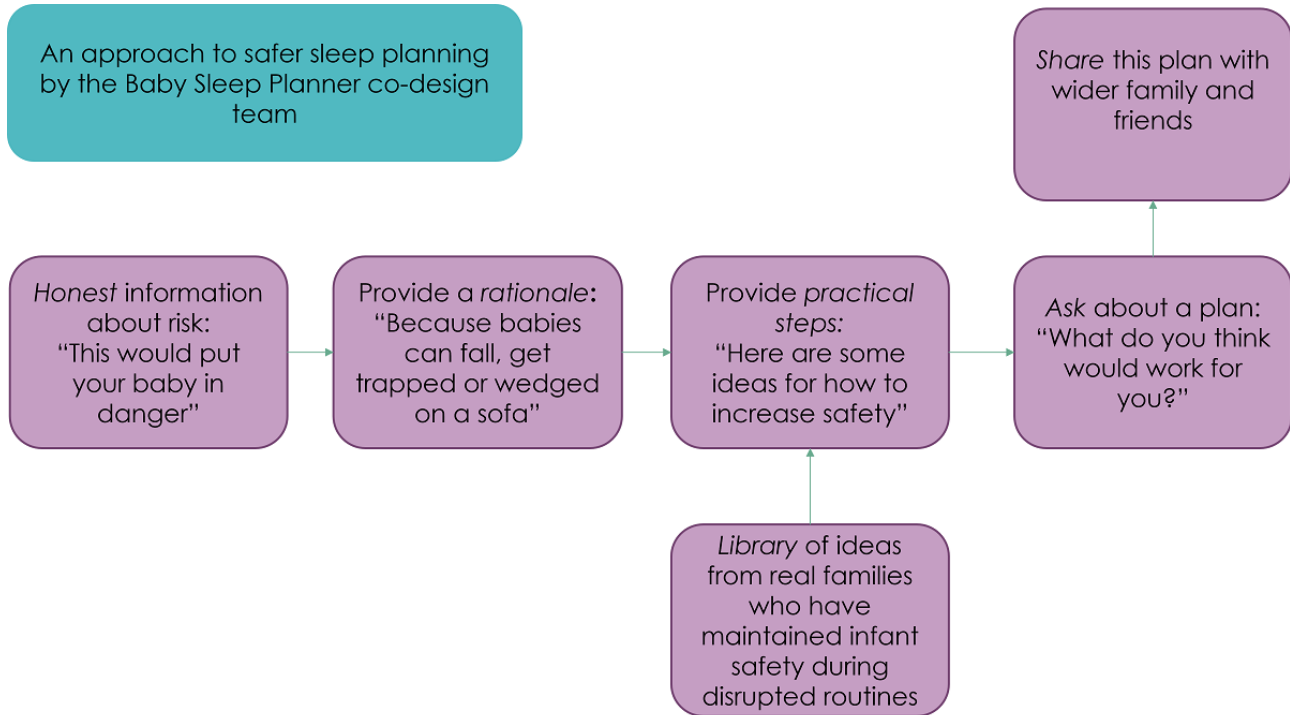 An approach to safer sleep planning
by the Baby Sleep Planner co-design
team
Share this plan with
wider family and
friends
Honest information
about risk:
“This would put
your baby in
danger”
Provide a rationale:
“Because babies
can fall, get
trapped or wedged
on a sofa”
Provide practical
steps:
“Here are some
ideas for how to
increase safety”
Ask about a plan:
“What do you think
would work for
you?”
Library of ideas
from real families
who have
maintained infant
safety during
disrupted routines